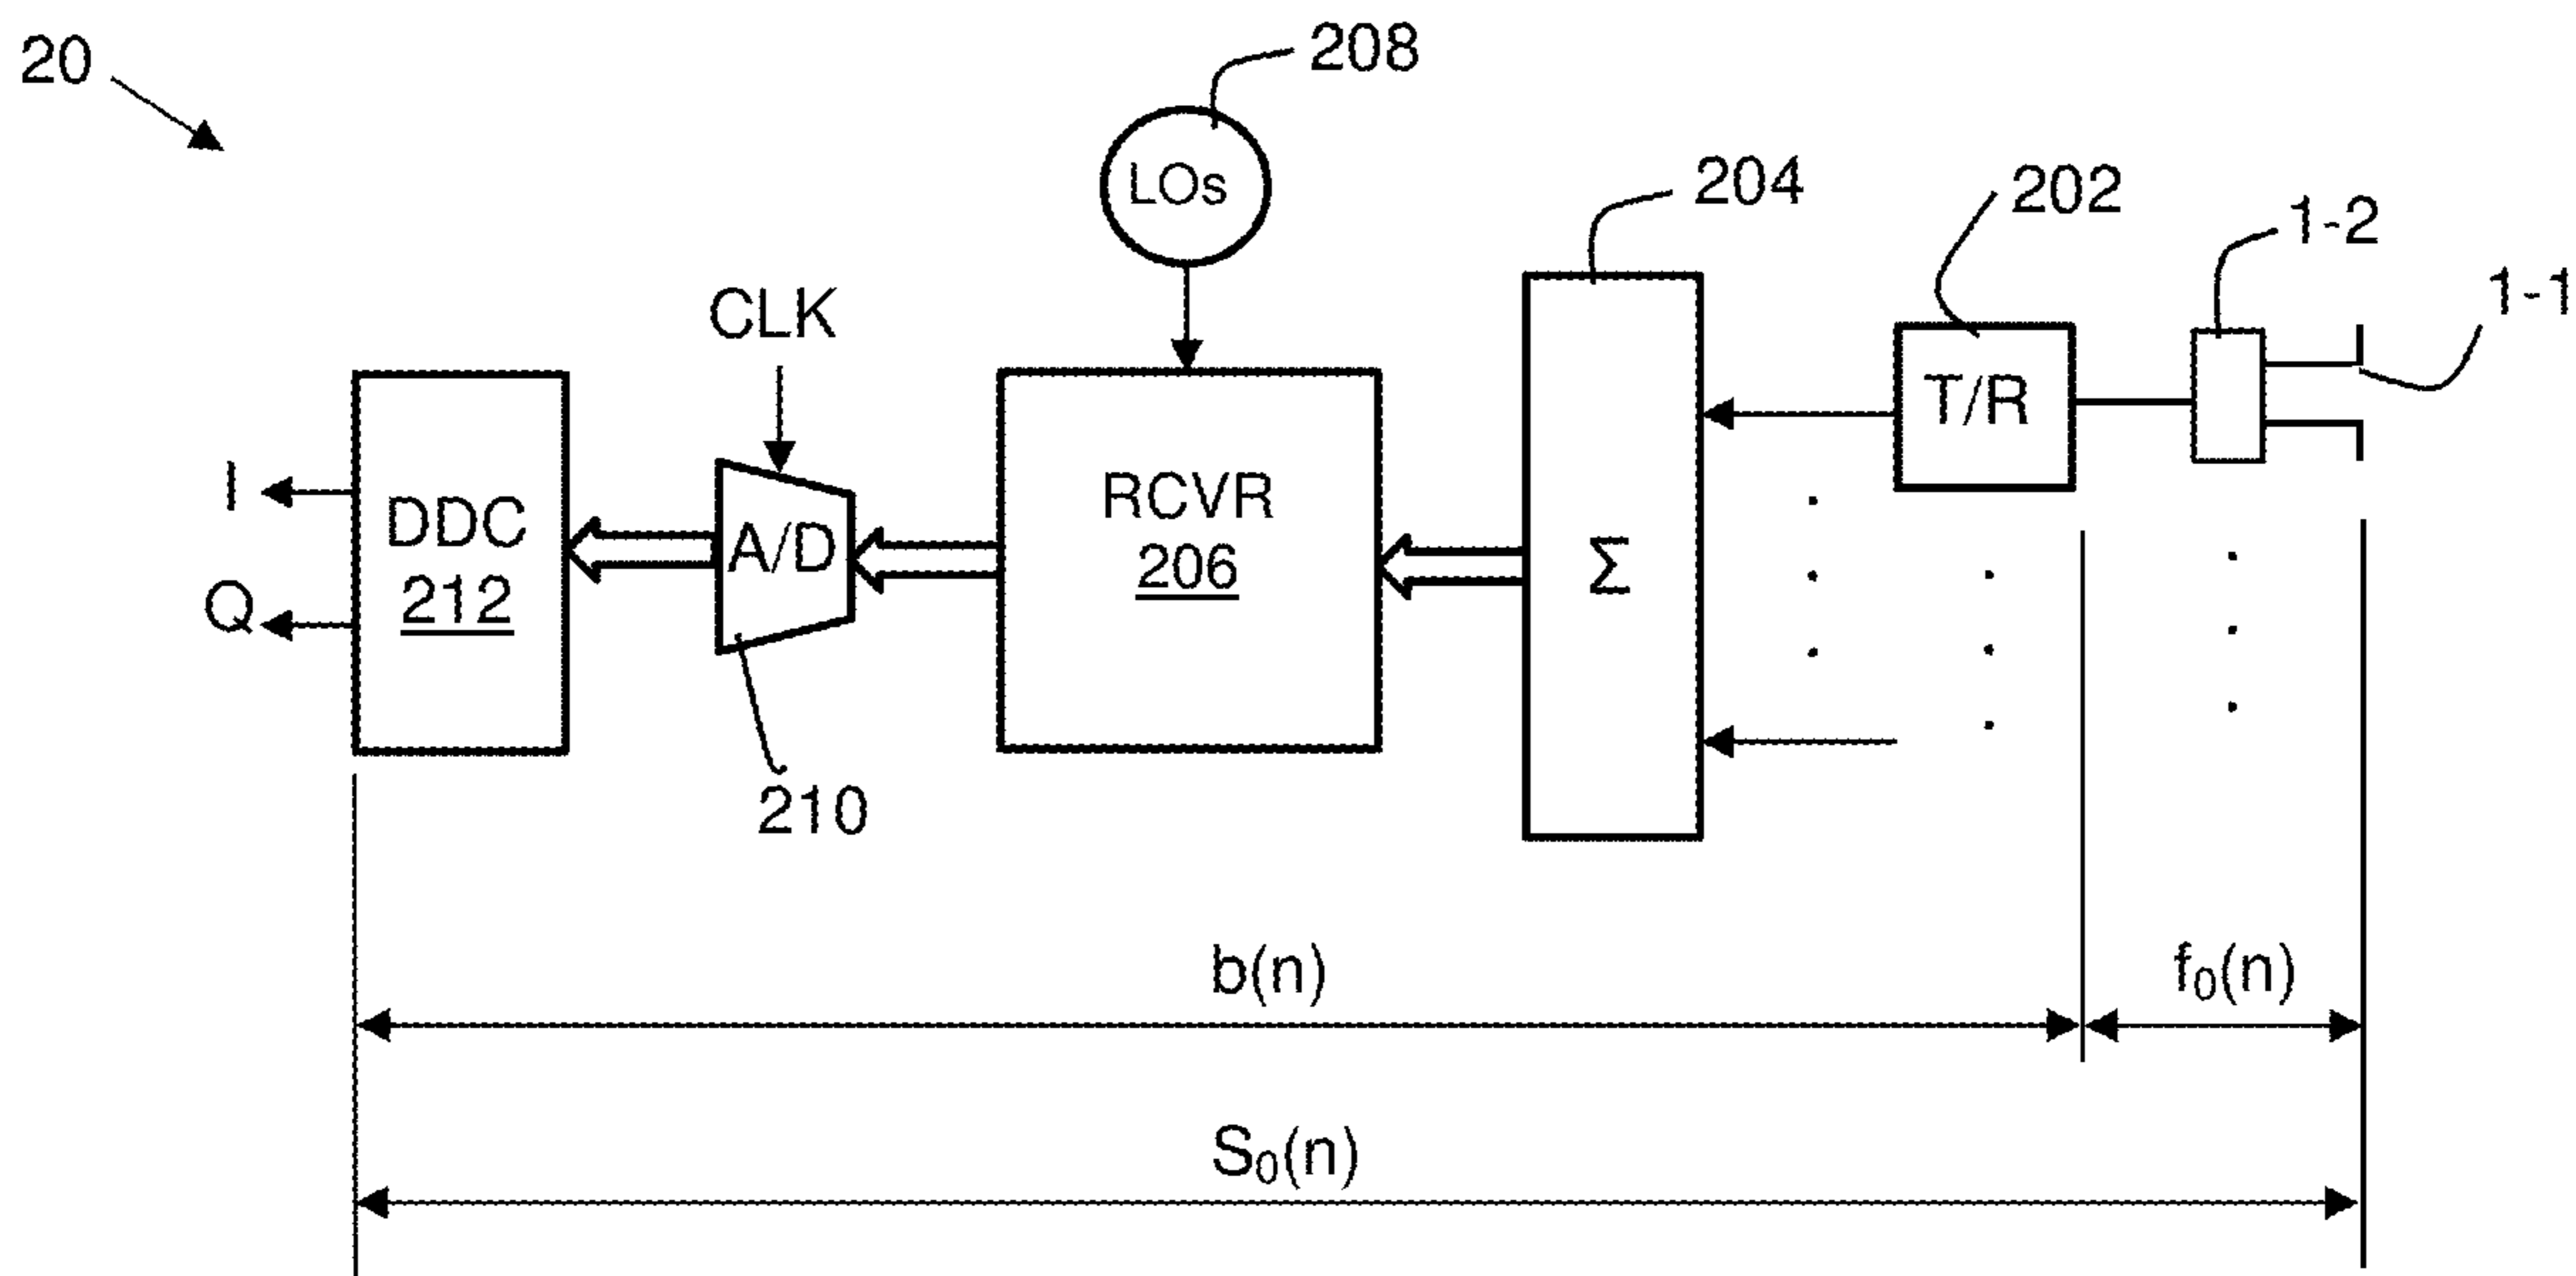 20
208
LOs
204
202
1-2
1-1
CLK
T/R
I
Q
DDC
212
A/D
RCVR
206
Σ
210
b(n)
f₀(n)
S₀(n)